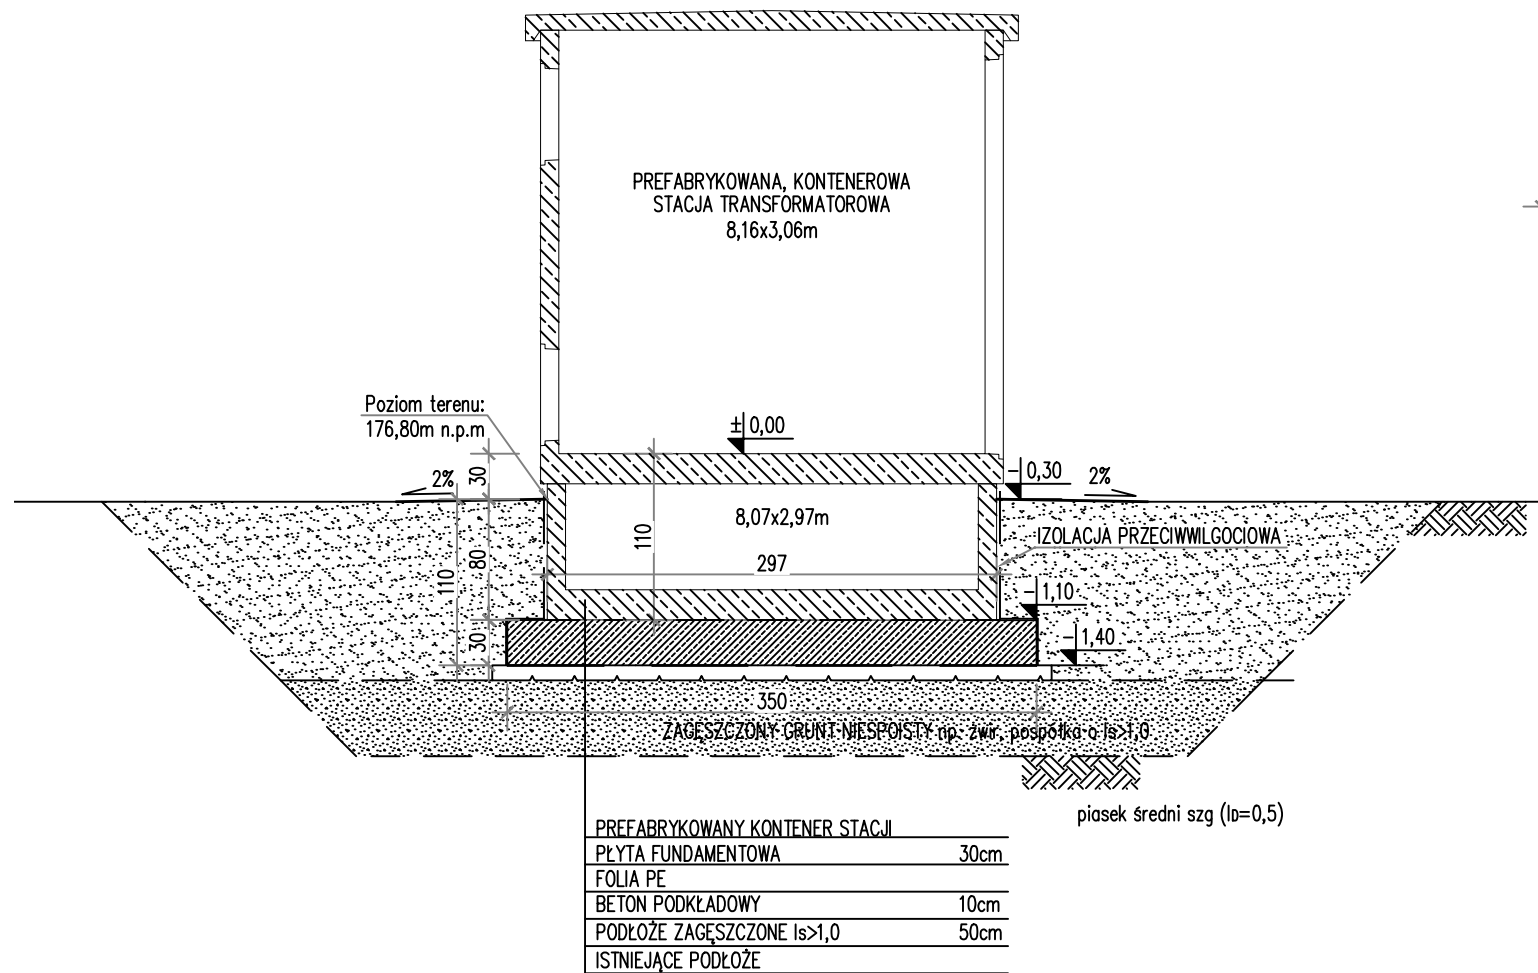 PREFABRYKOWANA, KONTENEROWA
STACJA TRANSFORMATOROWA
8,16x3,06m
Poziom terenu:
176,80m n.p.m
±0,00
30
2%
-0,30
2%
8,07x2,97m
110
IZOLACJA PRZECIWWILGOCIOWA
80
297
110
-1,10
30
-1,40
350
ZAGĘSZCZONY GRUNT NIESPOISTY np. żwir, pospółka o Is>1,0
piasek średni szg (ID=0,5)
PREFABRYKOWANY KONTENER STACJI
PŁYTA FUNDAMENTOWA 30cm
FOLIA PE
BETON PODKŁADOWY 10cm
PODŁOŻE ZAGĘSZCZONE Is>1,0 50cm
ISTNIEJĄCE PODŁOŻE